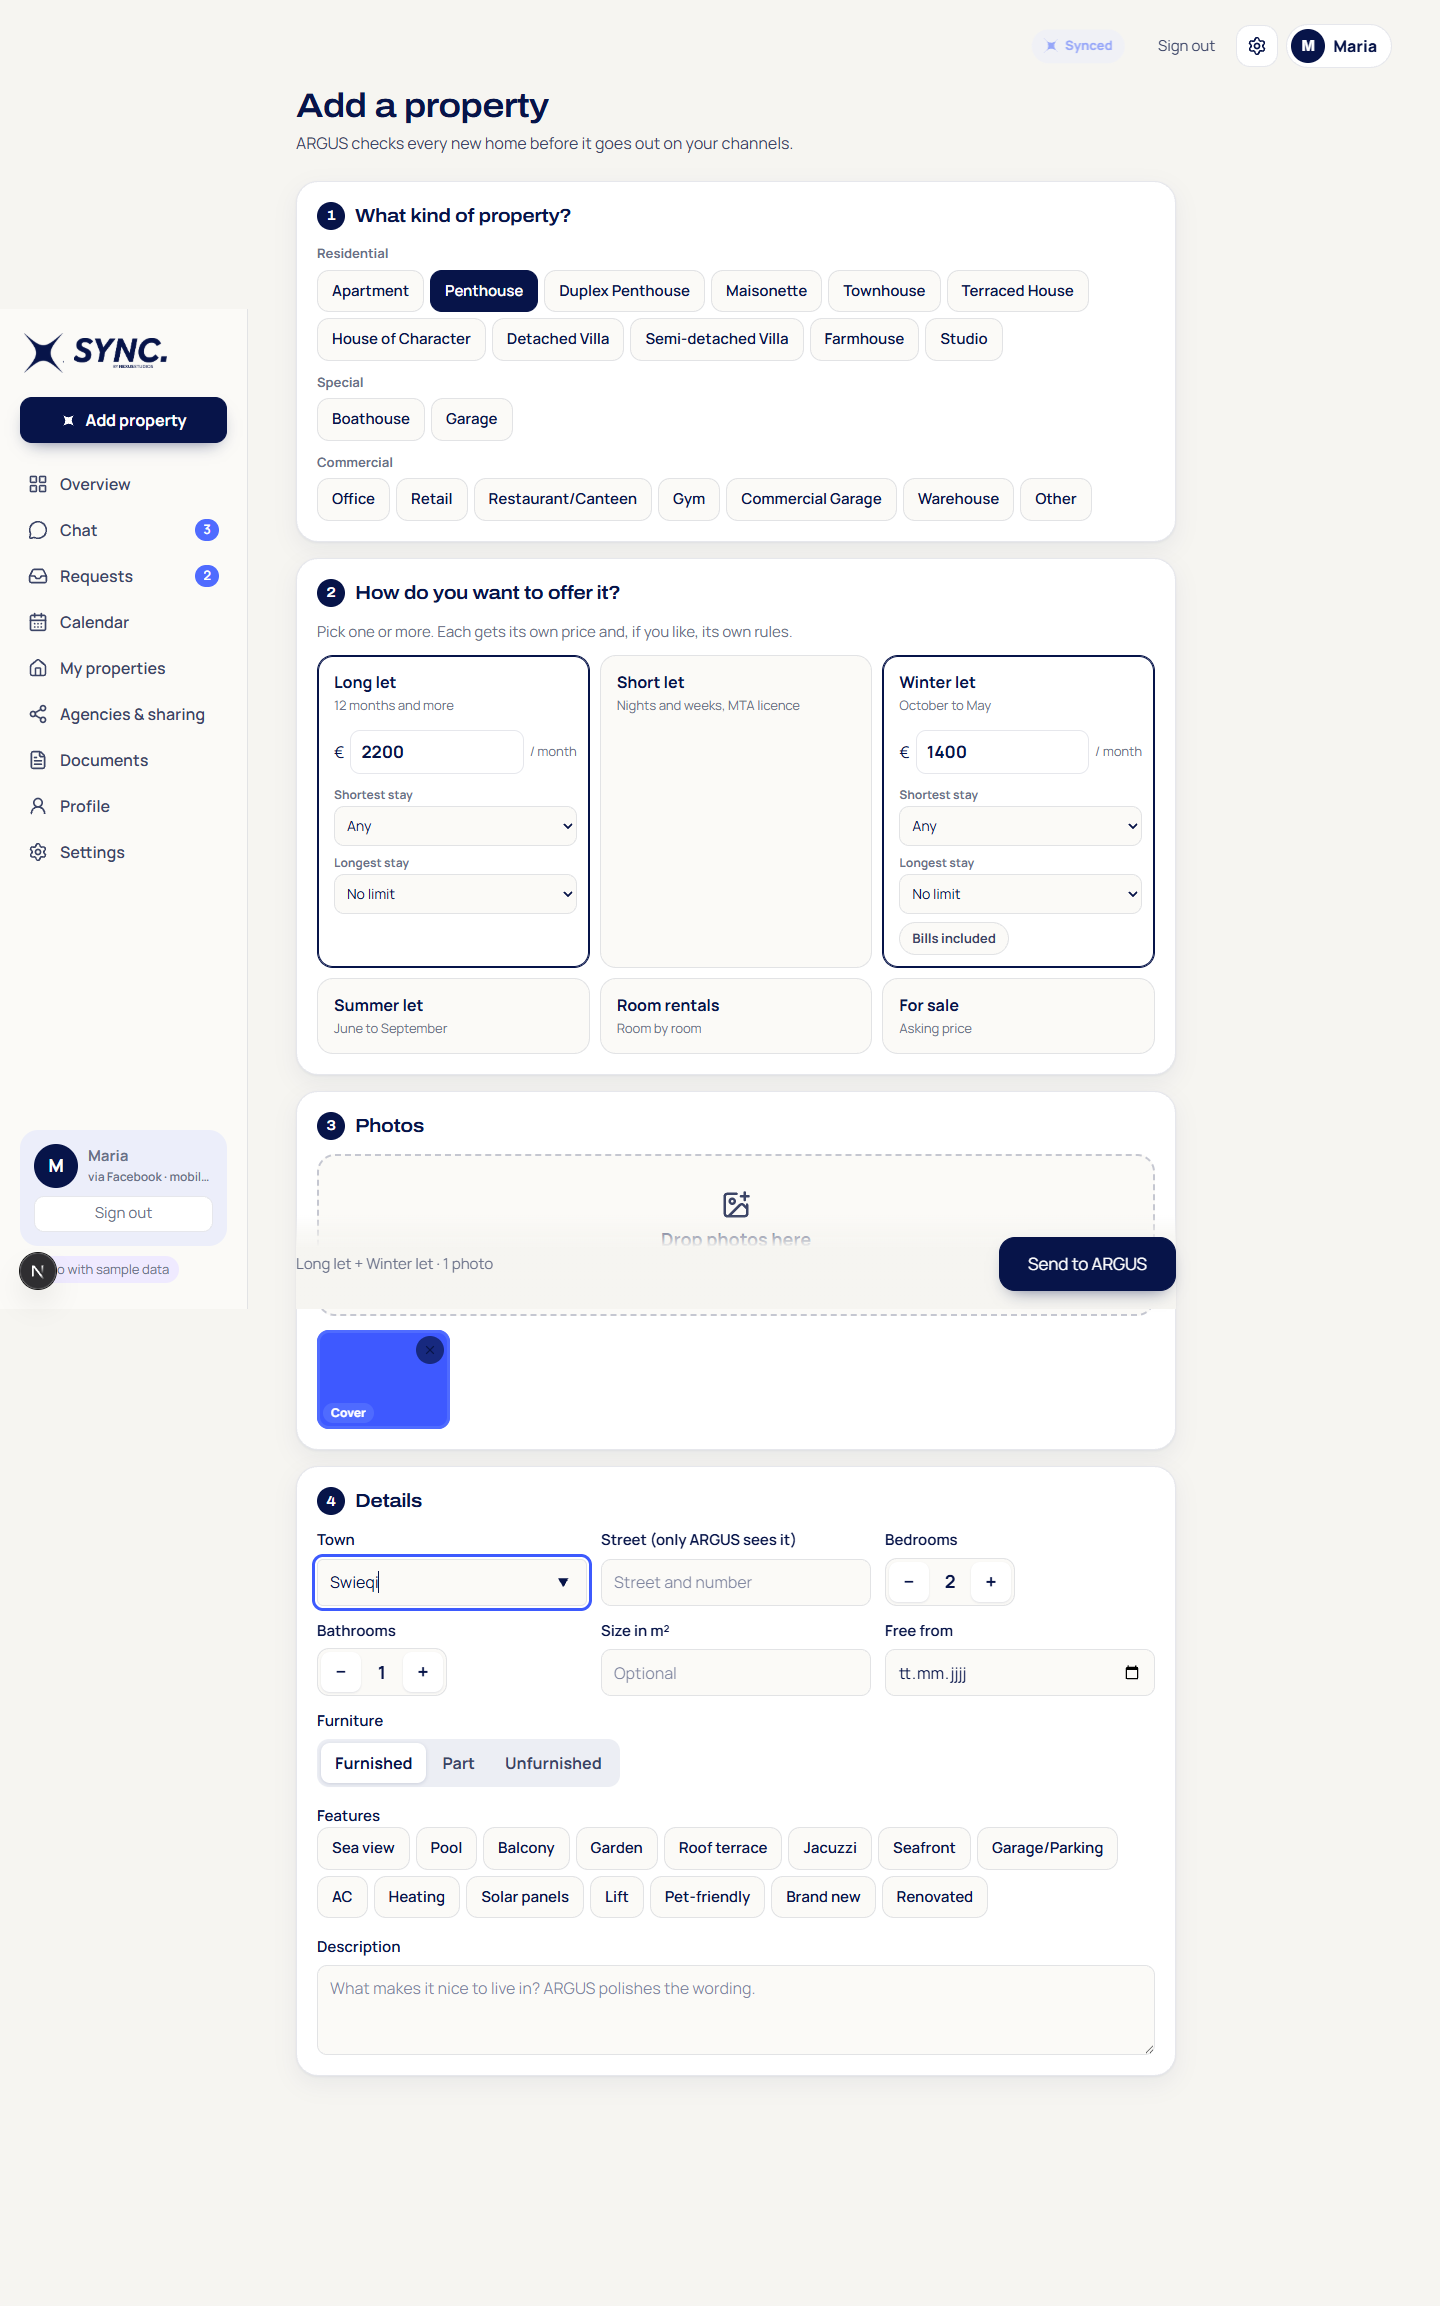 Synced
Sign out
M
Maria
Add a property
ARGUS checks every new home before it goes out on your channels.
1 What kind of property?
Residential
Apartment Penthouse Duplex Penthouse Maisonette Townhouse Terraced House
House of Character Detached Villa Semi-detached Villa Farmhouse Studio
Special
Boathouse Garage
Commercial
Office Retail Restaurant/Canteen Gym Commercial Garage Warehouse Other
SYNC.
BY NEXUS STUDIOS
Add property
Overview
Chat 3
Requests 2
Calendar
My properties
Agencies & sharing
Documents
Profile
Settings
M
Maria
via Facebook · mobil...
Sign out
N
o with sample data
2 How do you want to offer it?
Pick one or more. Each gets its own price and, if you like, its own rules.
Long let
12 months and more
€ 2200 / month
Shortest stay
Any
Longest stay
No limit
Short let
Nights and weeks, MTA licence
Winter let
October to May
€ 1400 / month
Shortest stay
Any
Longest stay
No limit
Bills included
Summer let
June to September
Room rentals
Room by room
For sale
Asking price
3 Photos
Drop photos here
Long let + Winter let · 1 photo
Send to ARGUS
Cover
4 Details
Town Street (only ARGUS sees it) Bedrooms
Swieqi Street and number − 2 +
Bathrooms Size in m² Free from
− 1 + Optional tt.mm.jjjj
Furniture
Furnished Part Unfurnished
Features
Sea view Pool Balcony Garden Roof terrace Jacuzzi Seafront Garage/Parking
AC Heating Solar panels Lift Pet-friendly Brand new Renovated
Description
What makes it nice to live in? ARGUS polishes the wording.